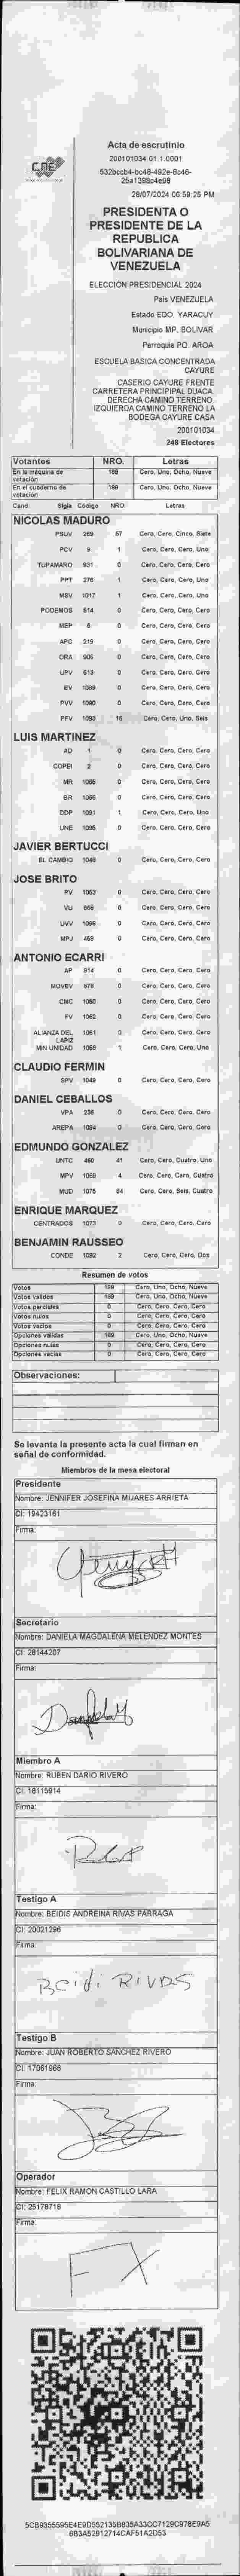 Acta de escrutinio
200101034.01.1.0001
532bccb4-bc48-492e-8c46-
25a1398c4e98
28/07/2024 06:59:25 PM
CNE
PRESIDENTA O
PRESIDENTE DE LA
REPUBLICA
BOLIVARIANA DE
VENEZUELA
ELECCIÓN PRESIDENCIAL 2024
País VENEZUELA
Estado EDO. YARACUY
Municipio MP. BOLIVAR
Parroquia PQ. AROA
ESCUELA BASICA CONCENTRADA
CAYURE
CASERIO CAYURE FRENTE
CARRETERA PRINCIPIPAL DUACA.
DERECHA CAMINO TERRENO.
IZQUIERDA CAMINO TERRENO LA
BODEGA CAYURE CASA
200101034
248 Electores
Votantes NRO. Letras
En la maquina de votación 189 Cero, Uno, Ocho, Nueve
En el cuaderno de votación 189 Cero, Uno, Ocho, Nueve
Cand. Sigla Código NRO. Letras
NICOLAS MADURO
PSUV 269 57 Cero, Cero, Cinco, Siete
PCV 9 1 Cero, Cero, Cero, Uno
TUPAMARO 931 0 Cero, Cero, Cero, Cero
PPT 276 1 Cero, Cero, Cero, Uno
MSV 1017 1 Cero, Cero, Cero, Uno
PODEMOS 514 0 Cero, Cero, Cero, Cero
MEP 6 0 Cero, Cero, Cero, Cero
APC 219 0 Cero, Cero, Cero, Cero
ORA 905 0 Cero, Cero, Cero, Cero
UPV 613 0 Cero, Cero, Cero, Cero
EV 1089 0 Cero, Cero, Cero, Cero
PVV 1090 0 Cero, Cero, Cero, Cero
PFV 1093 16 Cero, Cero, Uno, Seis
LUIS MARTINEZ
AD 1 0 Cero, Cero, Cero, Cero
COPEI 2 0 Cero, Cero, Cero, Cero
MR 1065 0 Cero, Cero, Cero, Cero
BR 1086 0 Cero, Cero, Cero, Cero
DDP 1091 1 Cero, Cero, Cero, Uno
UNE 1095 0 Cero, Cero, Cero, Cero
JAVIER BERTUCCI
EL CAMBIO 1048 0 Cero, Cero, Cero, Cero
JOSE BRITO
PV 1053 0 Cero, Cero, Cero, Cero
VU 869 0 Cero, Cero, Cero, Cero
UVV 1096 0 Cero, Cero, Cero, Cero
MPJ 459 0 Cero, Cero, Cero, Cero
ANTONIO ECARRI
AP 914 0 Cero, Cero, Cero, Cero
MOVEV 978 0 Cero, Cero, Cero, Cero
CMC 1050 0 Cero, Cero, Cero, Cero
FV 1062 0 Cero, Cero, Cero, Cero
ALIANZA DEL LAPIZ 1061 0 Cero, Cero, Cero, Cero
MIN UNIDAD 1069 1 Cero, Cero, Cero, Uno
CLAUDIO FERMIN
SPV 1049 0 Cero, Cero, Cero, Cero
DANIEL CEBALLOS
VPA 236 0 Cero, Cero, Cero, Cero
AREPA 1094 0 Cero, Cero, Cero, Cero
EDMUNDO GONZALEZ
UNTC 460 41 Cero, Cero, Cuatro, Uno
MPV 1059 4 Cero, Cero, Cero, Cuatro
MUD 1075 64 Cero, Cero, Seis, Cuatro
ENRIQUE MARQUEZ
CENTRADOS 1073 0 Cero, Cero, Cero, Cero
BENJAMIN RAUSSEO
CONDE 1092 2 Cero, Cero, Cero, Dos
Resumen de votos
Votos 189 Cero, Uno, Ocho, Nueve
Votos válidos 189 Cero, Uno, Ocho, Nueve
Votos parciales 0 Cero, Cero, Cero, Cero
Votos nulos 0 Cero, Cero, Cero, Cero
Votos vacíos 0 Cero, Cero, Cero, Cero
Opciones validas 189 Cero, Uno, Ocho, Nueve
Opciones nulas 0 Cero, Cero, Cero, Cero
Opciones vacías 0 Cero, Cero, Cero, Cero
Observaciones:
Se levanta la presente acta la cual firman en
señal de conformidad.
Miembros de la mesa electoral
Presidente
Nombre: JENNIFER JOSEFINA MIJARES ARRIETA
CI: 19423161
Firma:
Secretario
Nombre: DANIELA MAGDALENA MELENDEZ MONTES
CI: 28144207
Firma:
Miembro A
Nombre: RUBEN DARIO RIVERO
CI: 18115914
Firma:
Testigo A
Nombre: BEIDIS ANDREINA RIVAS PARRAGA
CI: 20021296
Firma:
Beidi RIVAS
Testigo B
Nombre: JUAN ROBERTO SANCHEZ RIVERO
CI: 17061966
Firma:
Operador
Nombre: FELIX RAMON CASTILLO LARA
CI: 25178718
Firma:
FX
5CB9355595E4E9D552135B835A33CC7129C978E9A5
6B3A52912714CAF51A2D53